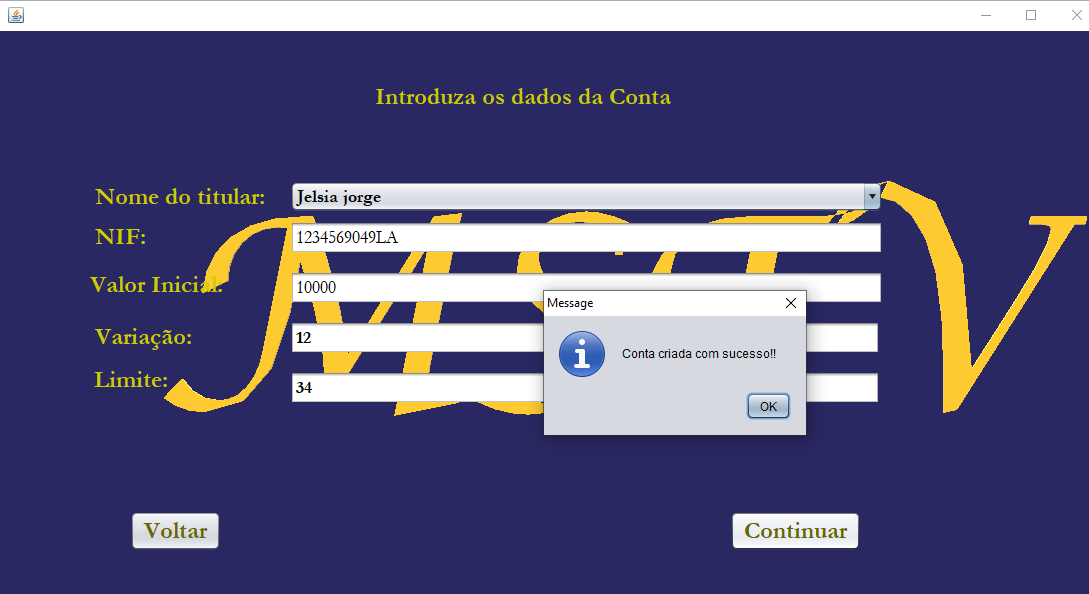 Introduza os dados da Conta
Nome do titular: Jelsia jorge
NIF: 1234569049LA
Valor Inicial: 10000
Variação: 12
Limite: 34
Message
Conta criada com sucesso!!
OK
Voltar
Continuar